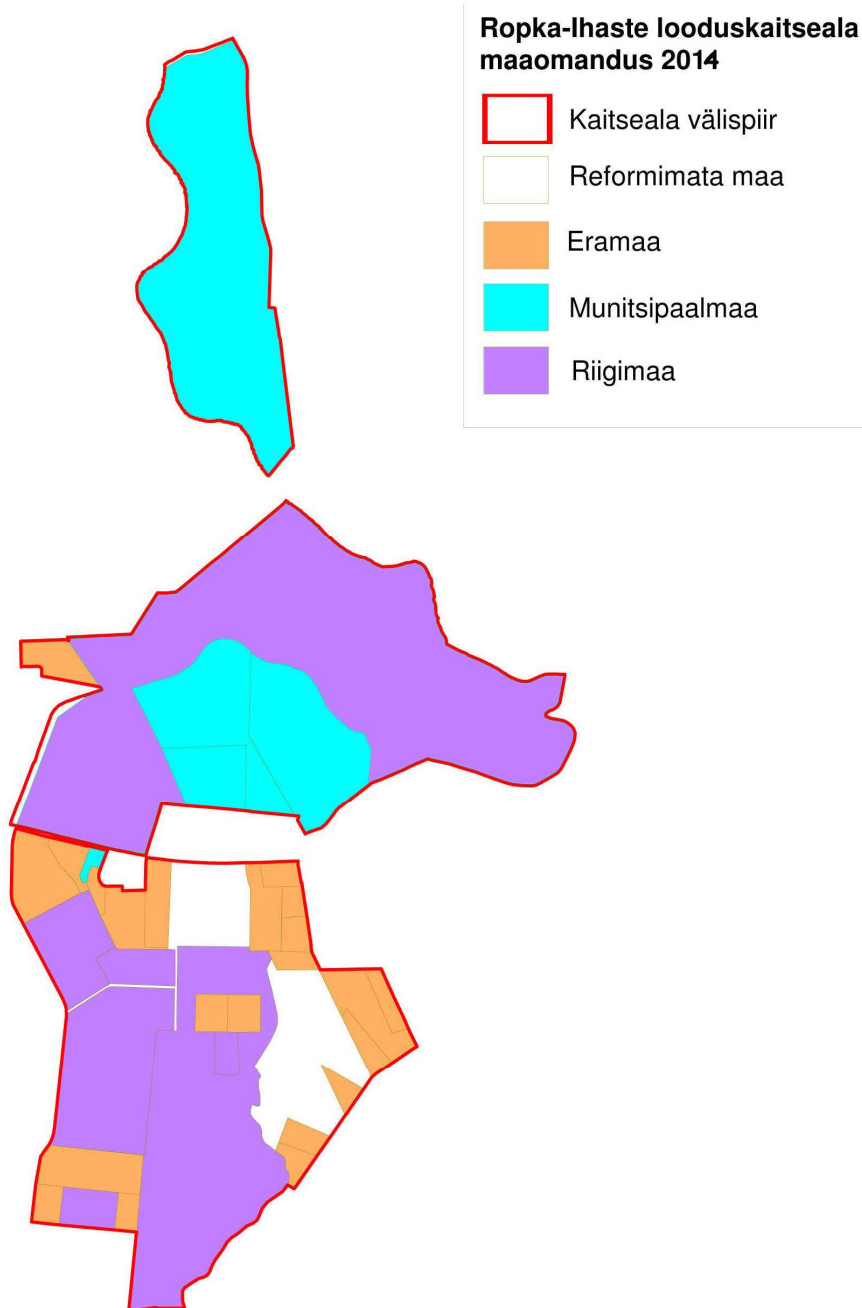 Ropka-Ihaste looduskaitseala
maaomandus 2014
Kaitseala välispiir
Reformimata maa
Eramaa
Munitsipaalmaa
Riigimaa